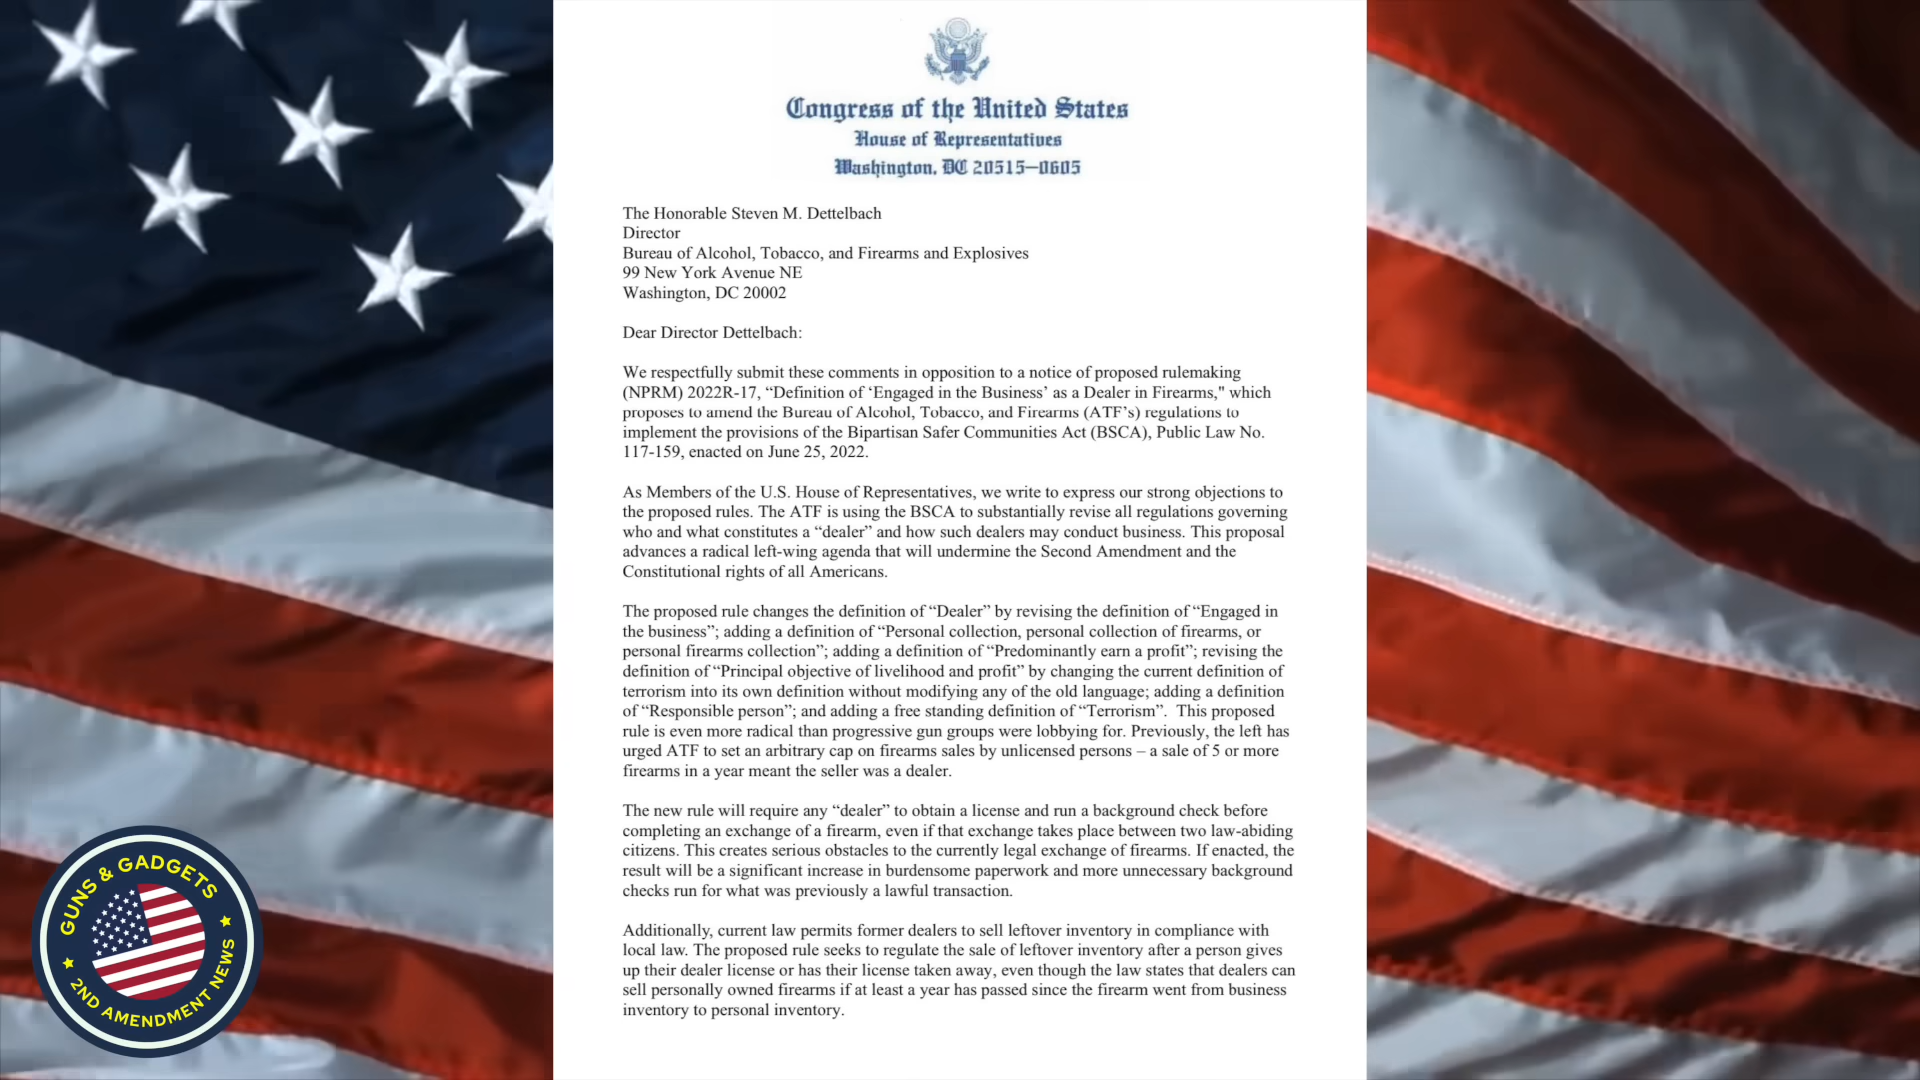 Congress of the United States
House of Representatives
Washington, DC 20515—0605
The Honorable Steven M. Dettelbach
Director
Bureau of Alcohol, Tobacco, and Firearms and Explosives
99 New York Avenue NE
Washington, DC 20002
Dear Director Dettelbach:
We respectfully submit these comments in opposition to a notice of proposed rulemaking
(NPRM) 2022R-17, “Definition of ‘Engaged in the Business’ as a Dealer in Firearms," which
proposes to amend the Bureau of Alcohol, Tobacco, and Firearms (ATF’s) regulations to
implement the provisions of the Bipartisan Safer Communities Act (BSCA), Public Law No.
117-159, enacted on June 25, 2022.
As Members of the U.S. House of Representatives, we write to express our strong objections to
the proposed rules. The ATF is using the BSCA to substantially revise all regulations governing
who and what constitutes a “dealer” and how such dealers may conduct business. This proposal
advances a radical left-wing agenda that will undermine the Second Amendment and the
Constitutional rights of all Americans.
The proposed rule changes the definition of “Dealer” by revising the definition of “Engaged in
the business”; adding a definition of “Personal collection, personal collection of firearms, or
personal firearms collection”; adding a definition of “Predominantly earn a profit”; revising the
definition of “Principal objective of livelihood and profit” by changing the current definition of
terrorism into its own definition without modifying any of the old language; adding a definition
of “Responsible person”; and adding a free standing definition of “Terrorism”.  This proposed
rule is even more radical than progressive gun groups were lobbying for. Previously, the left has
urged ATF to set an arbitrary cap on firearms sales by unlicensed persons – a sale of 5 or more
firearms in a year meant the seller was a dealer.
The new rule will require any “dealer” to obtain a license and run a background check before
completing an exchange of a firearm, even if that exchange takes place between two law-abiding
citizens. This creates serious obstacles to the currently legal exchange of firearms. If enacted, the
result will be a significant increase in burdensome paperwork and more unnecessary background
checks run for what was previously a lawful transaction.
Additionally, current law permits former dealers to sell leftover inventory in compliance with
local law. The proposed rule seeks to regulate the sale of leftover inventory after a person gives
up their dealer license or has their license taken away, even though the law states that dealers can
sell personally owned firearms if at least a year has passed since the firearm went from business
inventory to personal inventory.
GUNS & GADGETS
2ND AMENDMENT NEWS